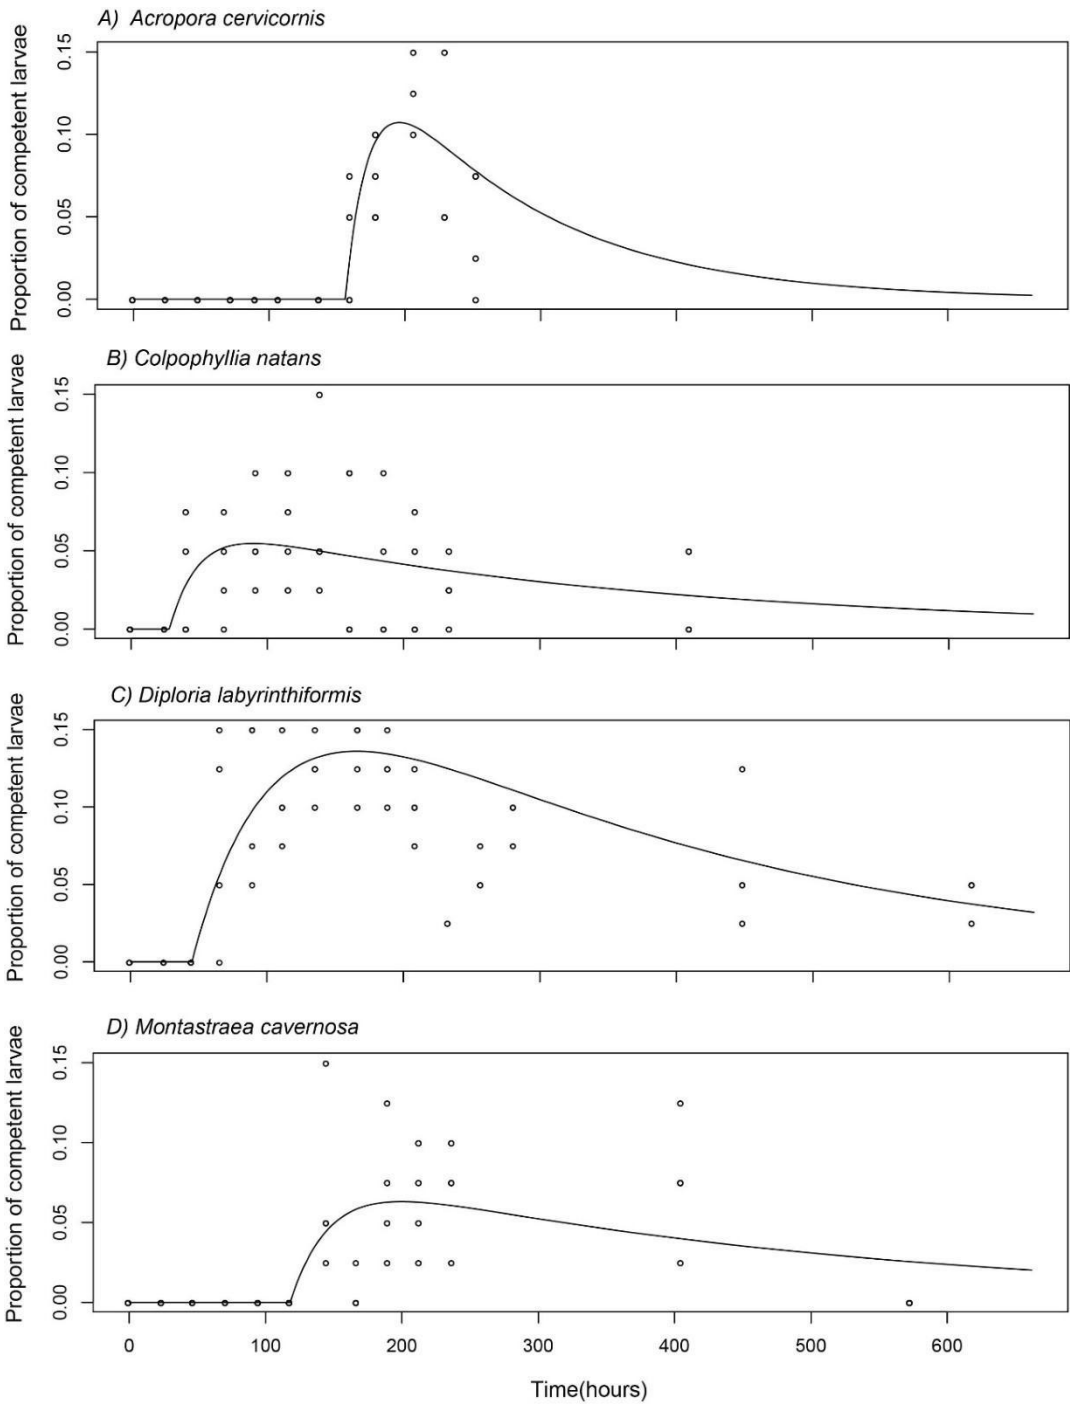 A) Acropora cervicornis
Proportion of competent larvae
0.15
0.10
0.05
0.00
B) Colpophyllia natans
Proportion of competent larvae
0.15
0.10
0.05
0.00
C) Diploria labyrinthiformis
Proportion of competent larvae
0.15
0.10
0.05
0.00
D) Montastraea cavernosa
Proportion of competent larvae
0.15
0.10
0.05
0.00
0 100 200 300 400 500 600
Time(hours)